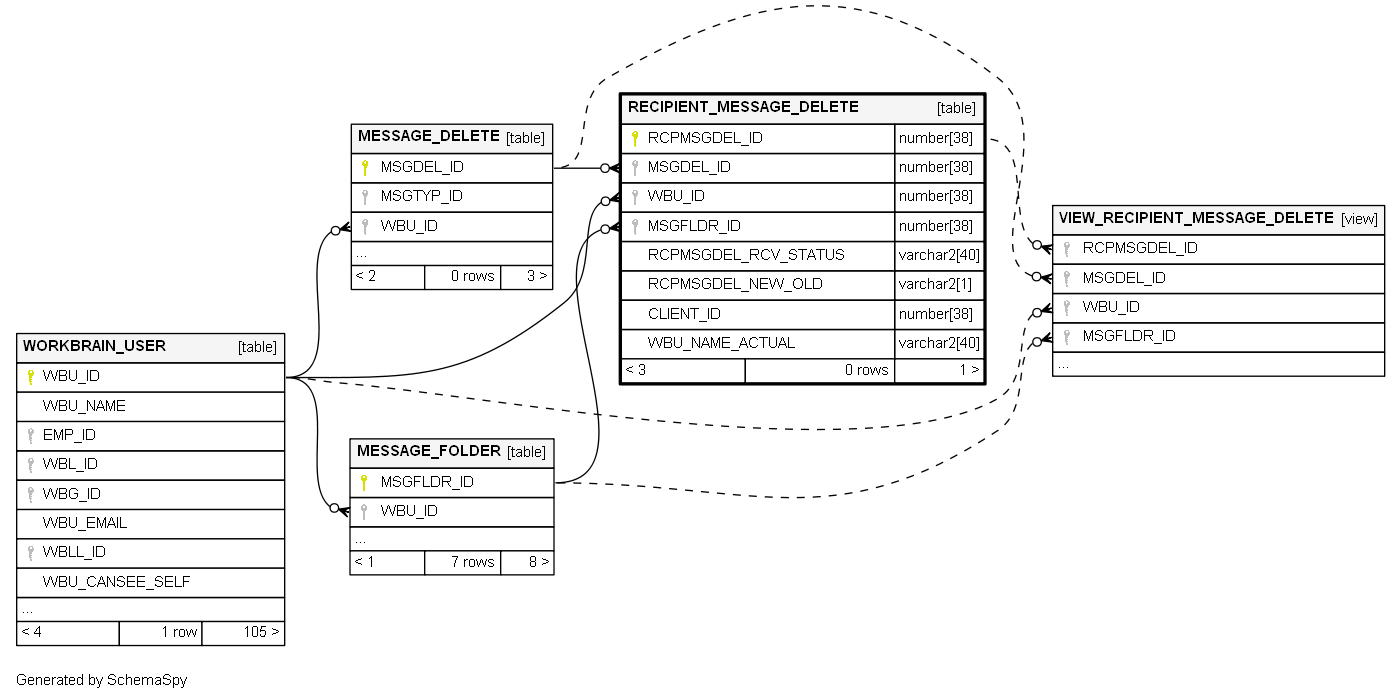 RECIPIENT_MESSAGE_DELETE [table]
RCPMSGDEL_ID number[38]
MSGDEL_ID number[38]
WBU_ID number[38]
MSGFLDR_ID number[38]
RCPMSGDEL_RCV_STATUS varchar2[40]
RCPMSGDEL_NEW_OLD varchar2[1]
CLIENT_ID number[38]
WBU_NAME_ACTUAL varchar2[40]
< 3 0 rows 1 >
MESSAGE_DELETE [table]
MSGDEL_ID
MSGTYP_ID
WBU_ID
...
< 2 0 rows 3 >
VIEW_RECIPIENT_MESSAGE_DELETE [view]
RCPMSGDEL_ID
MSGDEL_ID
WBU_ID
MSGFLDR_ID
...
WORKBRAIN_USER [table]
WBU_ID
WBU_NAME
EMP_ID
WBL_ID
WBG_ID
WBU_EMAIL
WBLL_ID
WBU_CANSEE_SELF
...
< 4 1 row 105 >
MESSAGE_FOLDER [table]
MSGFLDR_ID
WBU_ID
...
< 1 7 rows 8 >
Generated by SchemaSpy